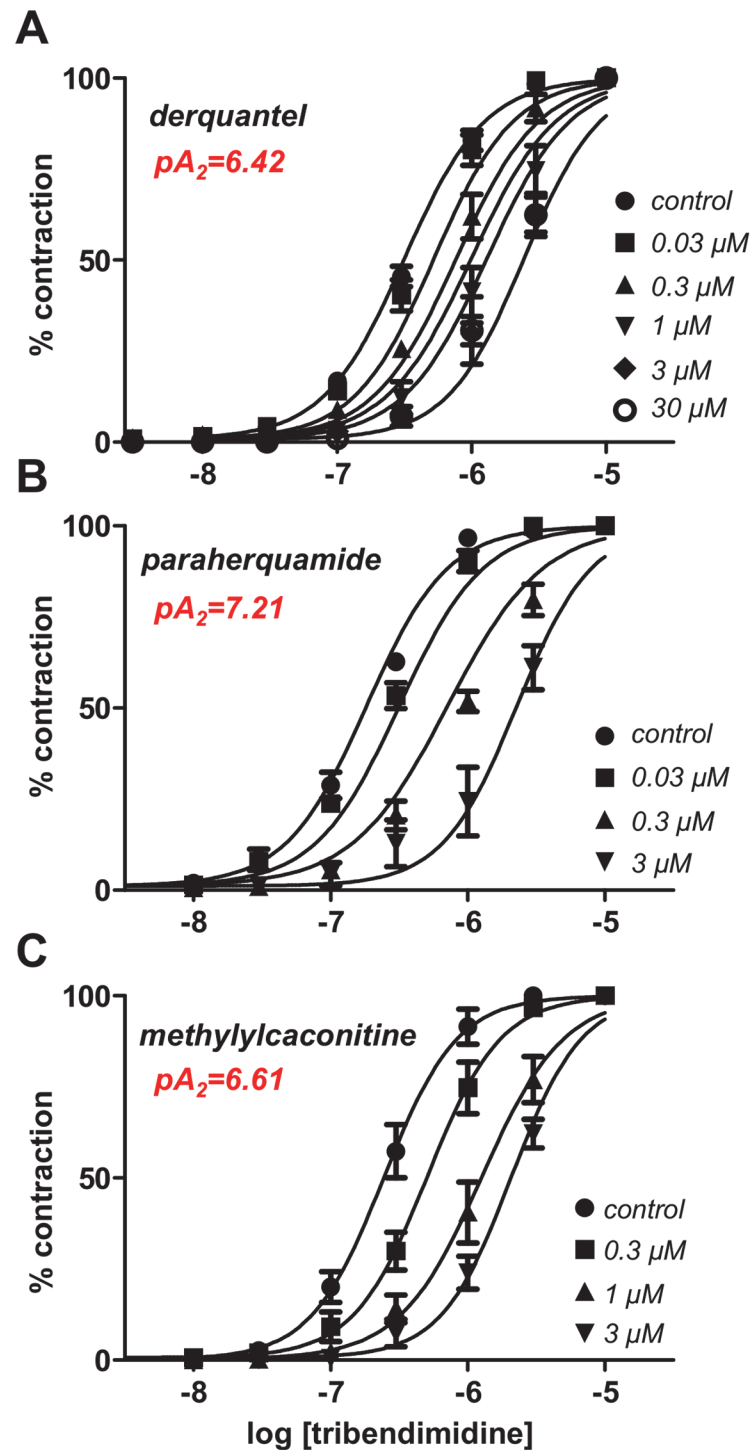 A
100
derquantel
pA2=6.42
50
0
% contraction
control
0.03 µM
0.3 µM
1 µM
3 µM
30 µM
-8 -7 -6 -5
B
100
paraherquamide
pA2=7.21
50
0
% contraction
control
0.03 µM
0.3 µM
3 µM
-8 -7 -6 -5
C
100
methylylcaconitine
pA2=6.61
50
0
% contraction
control
0.3 µM
1 µM
3 µM
-8 -7 -6 -5
log [tribendimidine]